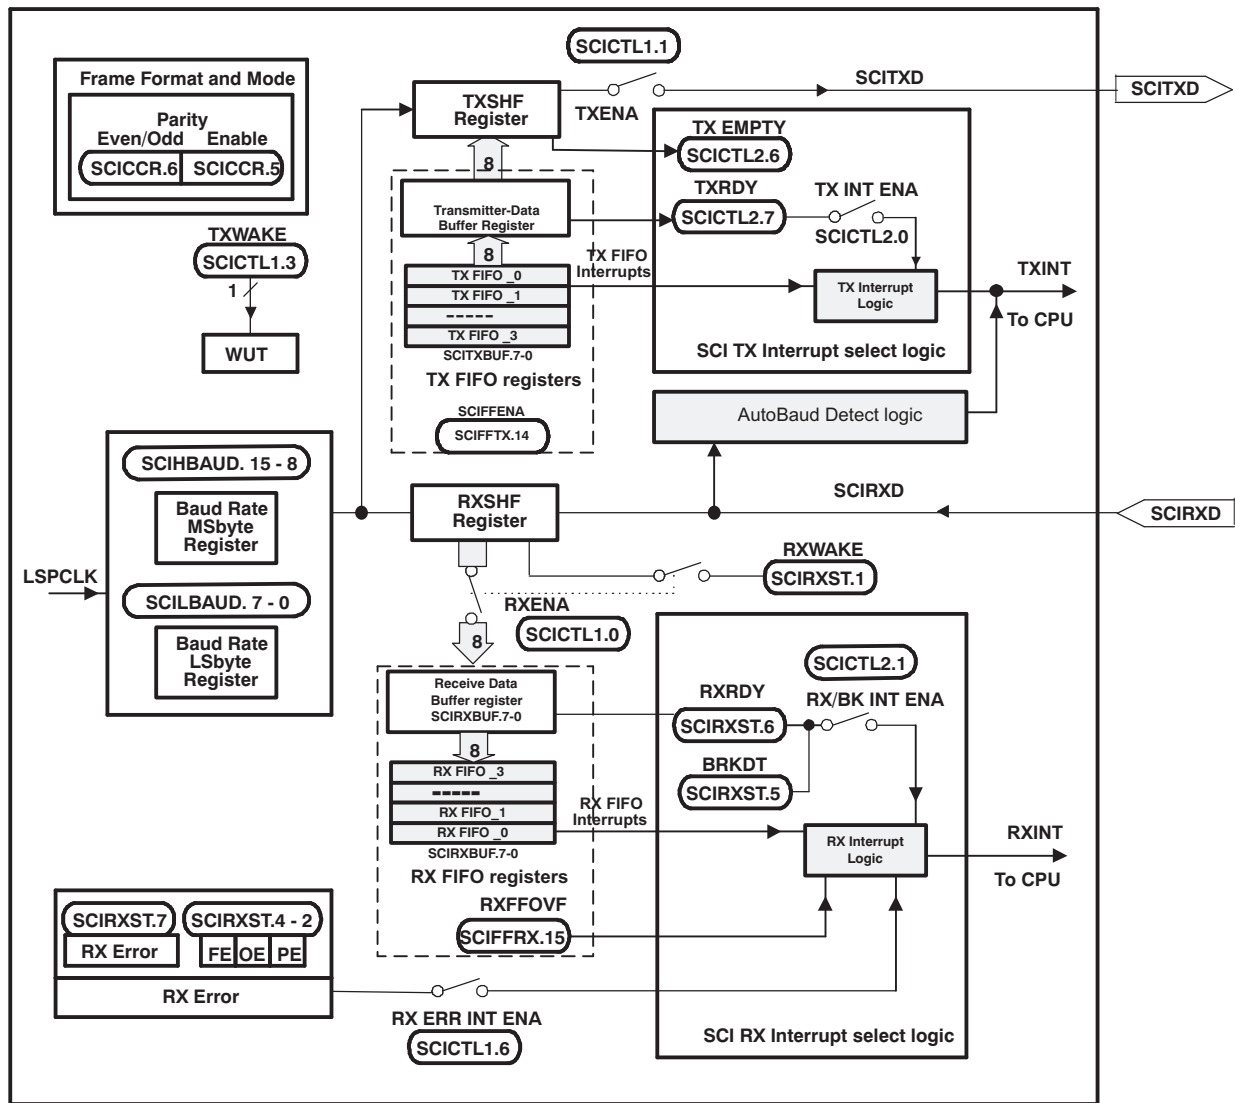 SCICTL1.1
SCITXD
SCITXD
TXENA
Frame Format and Mode
Parity
Even/Odd Enable
SCICCR.6 SCICCR.5
TXSHF
Register
8
Transmitter-Data
Buffer Register
8
TX FIFO _0
TX FIFO _1
-----
TX FIFO _3
SCITXBUF.7-0
TX FIFO registers
SCIFFENA
SCIFFTX.14
TX FIFO
Interrupts
TX EMPTY
SCICTL2.6
TXRDY
SCICTL2.7
TX INT ENA
SCICTL2.0
TX Interrupt
Logic
SCI TX Interrupt select logic
TXINT
To CPU
TXWAKE
SCICTL1.3
1
WUT
AutoBaud Detect logic
SCIHBAUD. 15 - 8
Baud Rate
MSbyte
Register
LSPCLK
SCILBAUD. 7 - 0
Baud Rate
LSbyte
Register
RXSHF
Register
SCIRXD
SCIRXD
RXWAKE
SCIRXST.1
RXENA
SCICTL1.0
8
Receive Data
Buffer register
SCIRXBUF.7-0
8
RX FIFO _3
-----
RX FIFO_1
RX FIFO _0
SCIRXBUF.7-0
RX FIFO registers
RXFFOVF
SCIFFRX.15
RX FIFO
Interrupts
SCICTL2.1
RXRDY
RX/BK INT ENA
SCIRXST.6
BRKDT
SCIRXST.5
RX Interrupt
Logic
RXINT
To CPU
SCI RX Interrupt select logic
SCIRXST.7
SCIRXST.4 - 2
RX Error
FE OE PE
RX Error
RX ERR INT ENA
SCICTL1.6